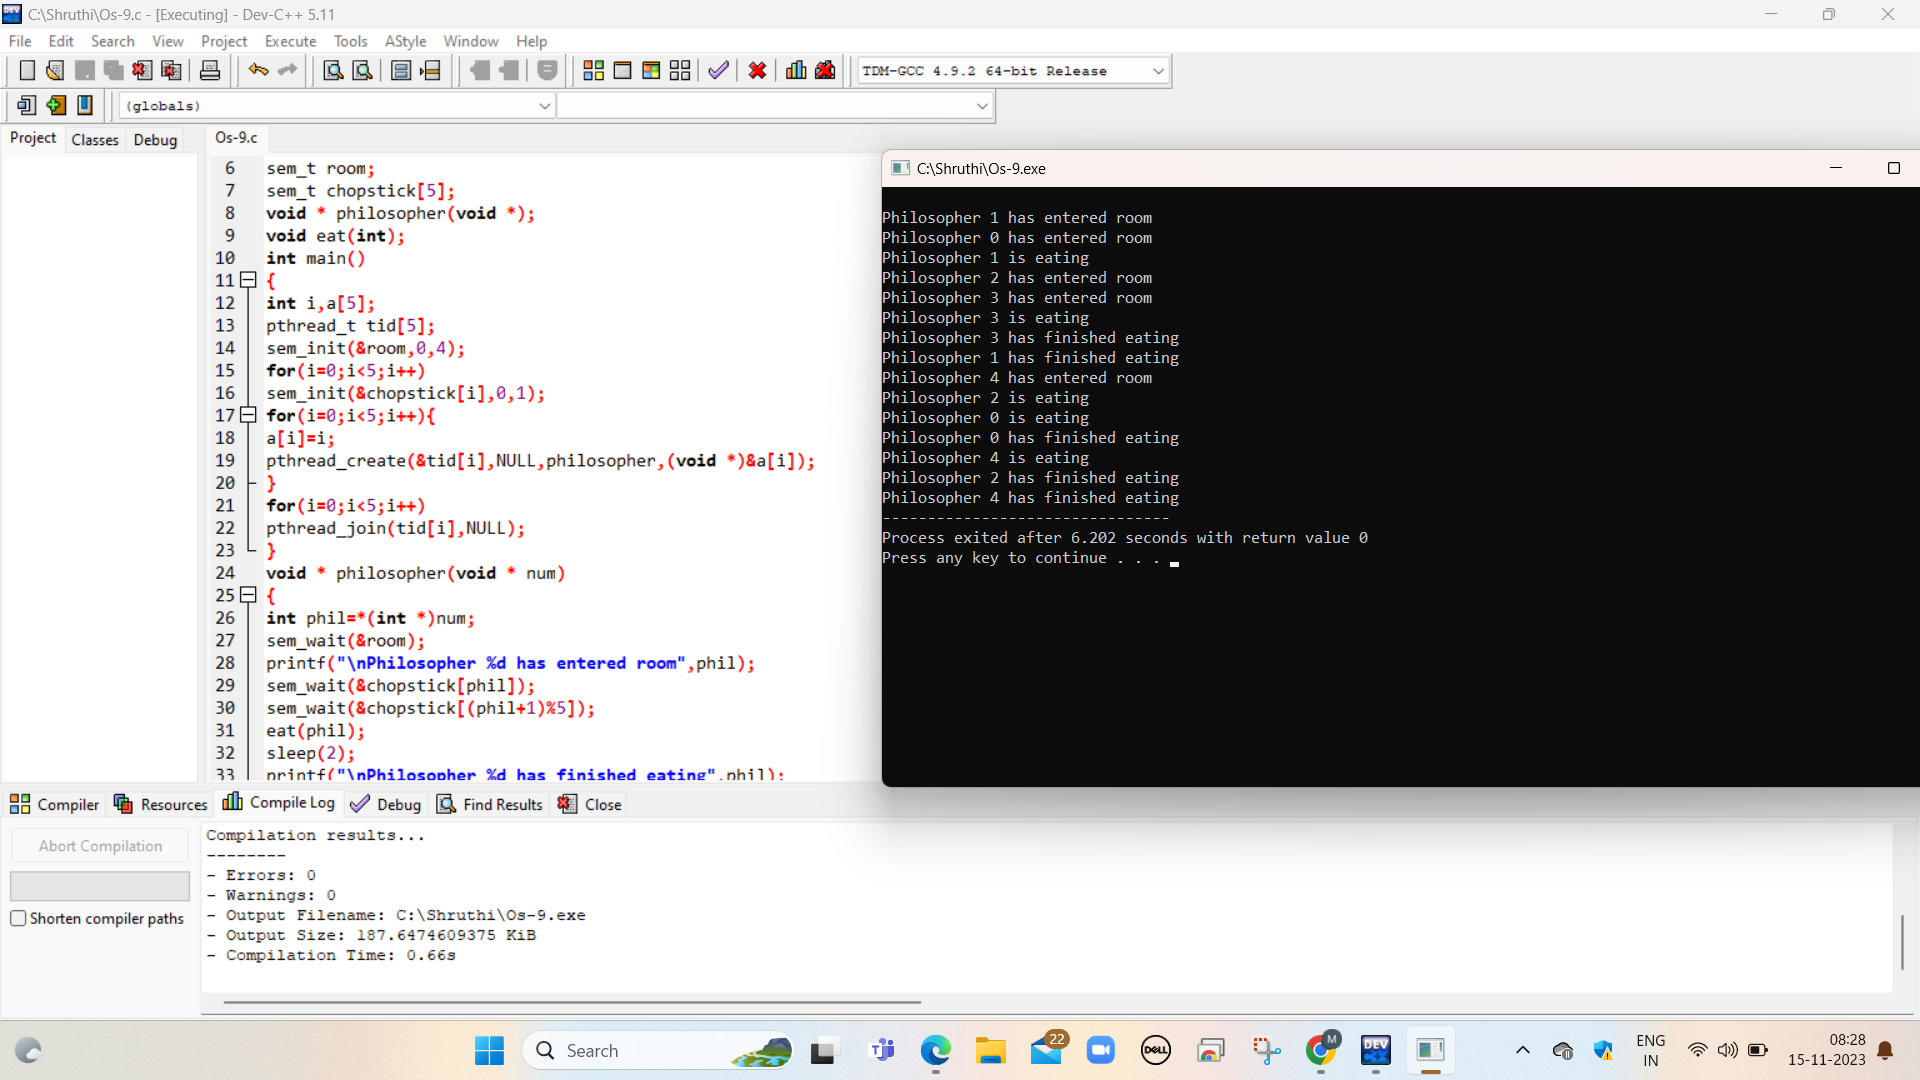 C:\Shruthi\Os-9.c - [Executing] - Dev-C++ 5.11
File Edit Search View Project Execute Tools AStyle Window Help
TDM-GCC 4.9.2 64-bit Release
(globals)
Project Classes Debug
Os-9.c
6 sem_t room;
7 sem_t chopstick[5];
8 void * philosopher(void *);
9 void eat(int);
10 int main()
11 {
12 int i,a[5];
13 pthread_t tid[5];
14 sem_init(&room,0,4);
15 for(i=0;i<5;i++)
16 sem_init(&chopstick[i],0,1);
17 for(i=0;i<5;i++){
18 a[i]=i;
19 pthread_create(&tid[i],NULL,philosopher,(void *)&a[i]);
20 }
21 for(i=0;i<5;i++)
22 pthread_join(tid[i],NULL);
23 }
24 void * philosopher(void * num)
25 {
26 int phil=*(int *)num;
27 sem_wait(&room);
28 printf("\nPhilosopher %d has entered room",phil);
29 sem_wait(&chopstick[phil]);
30 sem_wait(&chopstick[(phil+1)%5]);
31 eat(phil);
32 sleep(2);
33 printf("\nPhilosopher %d has finished eating",phil);
C:\Shruthi\Os-9.exe
Philosopher 1 has entered room
Philosopher 0 has entered room
Philosopher 1 is eating
Philosopher 2 has entered room
Philosopher 3 has entered room
Philosopher 3 is eating
Philosopher 3 has finished eating
Philosopher 1 has finished eating
Philosopher 4 has entered room
Philosopher 2 is eating
Philosopher 0 is eating
Philosopher 0 has finished eating
Philosopher 4 is eating
Philosopher 2 has finished eating
Philosopher 4 has finished eating
--------------------------------
Process exited after 6.202 seconds with return value 0
Press any key to continue . . .
Compiler Resources Compile Log Debug Find Results Close
Abort Compilation
Shorten compiler paths
Compilation results...
--------
- Errors: 0
- Warnings: 0
- Output Filename: C:\Shruthi\Os-9.exe
- Output Size: 187.6474609375 KiB
- Compilation Time: 0.66s
Search
22
DELL
M
DEV C++
ENG
IN
08:28
15-11-2023